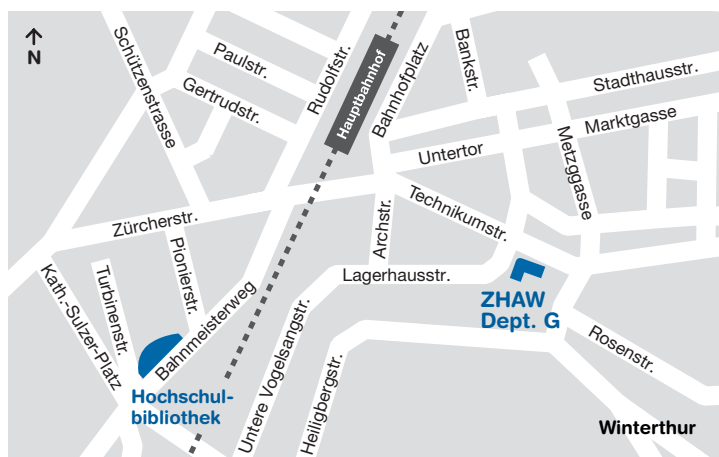 N
Schützenstrasse
Paulstr.
Gertrudstr.
Rudolfstr.
Hauptbahnhof
Bahnhofplatz
Bankstr.
Stadthausstr.
Marktgasse
Untertor
Metzggasse
Technikumstr.
Archstr.
Zürcherstr.
Pionierstr.
Lagerhausstr.
Kath.-Sulzer-Platz
Turbinenstr.
Bahnmeisterweg
ZHAW
Dept. G
Rosenstr.
Untere Vogelsangstr.
Heiligbergstr.
Hochschul-
bibliothek
Winterthur